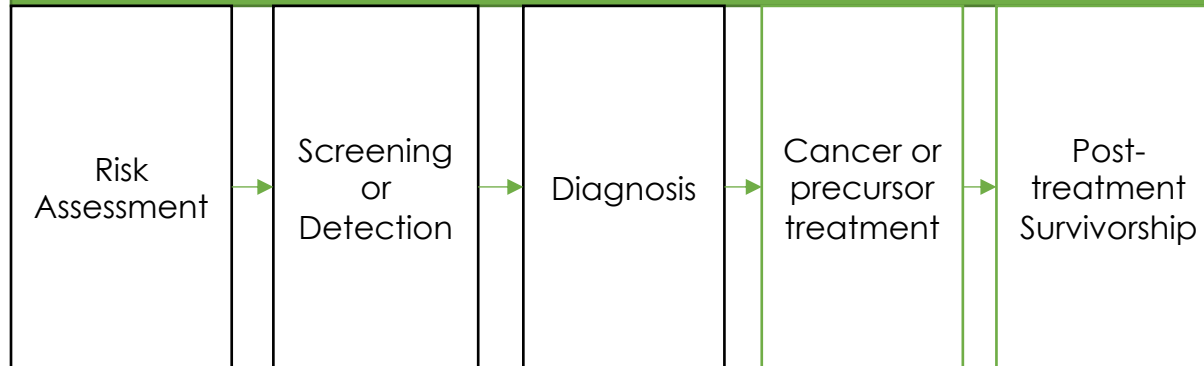 Risk
Assessment
Screening
or
Detection
Diagnosis
Cancer or
precursor
treatment
Post-
treatment
Survivorship